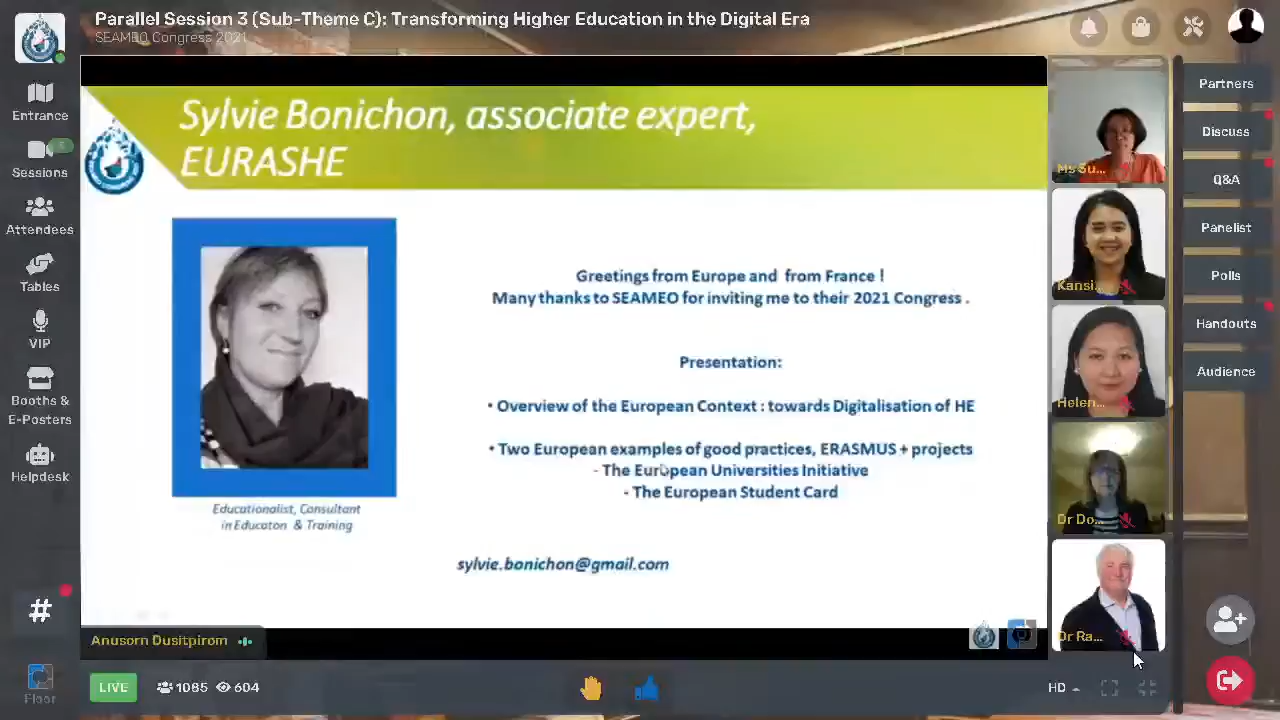 Parallel Session 3 (Sub-Theme C): Transforming Higher Education in the Digital Era
SEAMEO Congress 2021
Entrance
5
Sessions
Attendees
Tables
VIP
Booths &
E-Posters
Helpdesk
#
Floor
Sylvie Bonichon, associate expert,
EURASHE
Greetings from Europe and from France !
Many thanks to SEAMEO for inviting me to their 2021 Congress .
Presentation:
• Overview of the European Context : towards Digitalisation of HE
• Two European examples of good practices, ERASMUS + projects
- The European Universities Initiative
- The European Student Card
Educationalist, Consultant
in Educaton & Training
sylvie.bonichon@gmail.com
Anusorn Dusitpirom
LIVE
1085
604
HD
Ms Su...
Kansi...
Helen...
Dr Do...
Dr Ra...
Partners
Discuss
Q&A
Panelist
Polls
Handouts
Audience